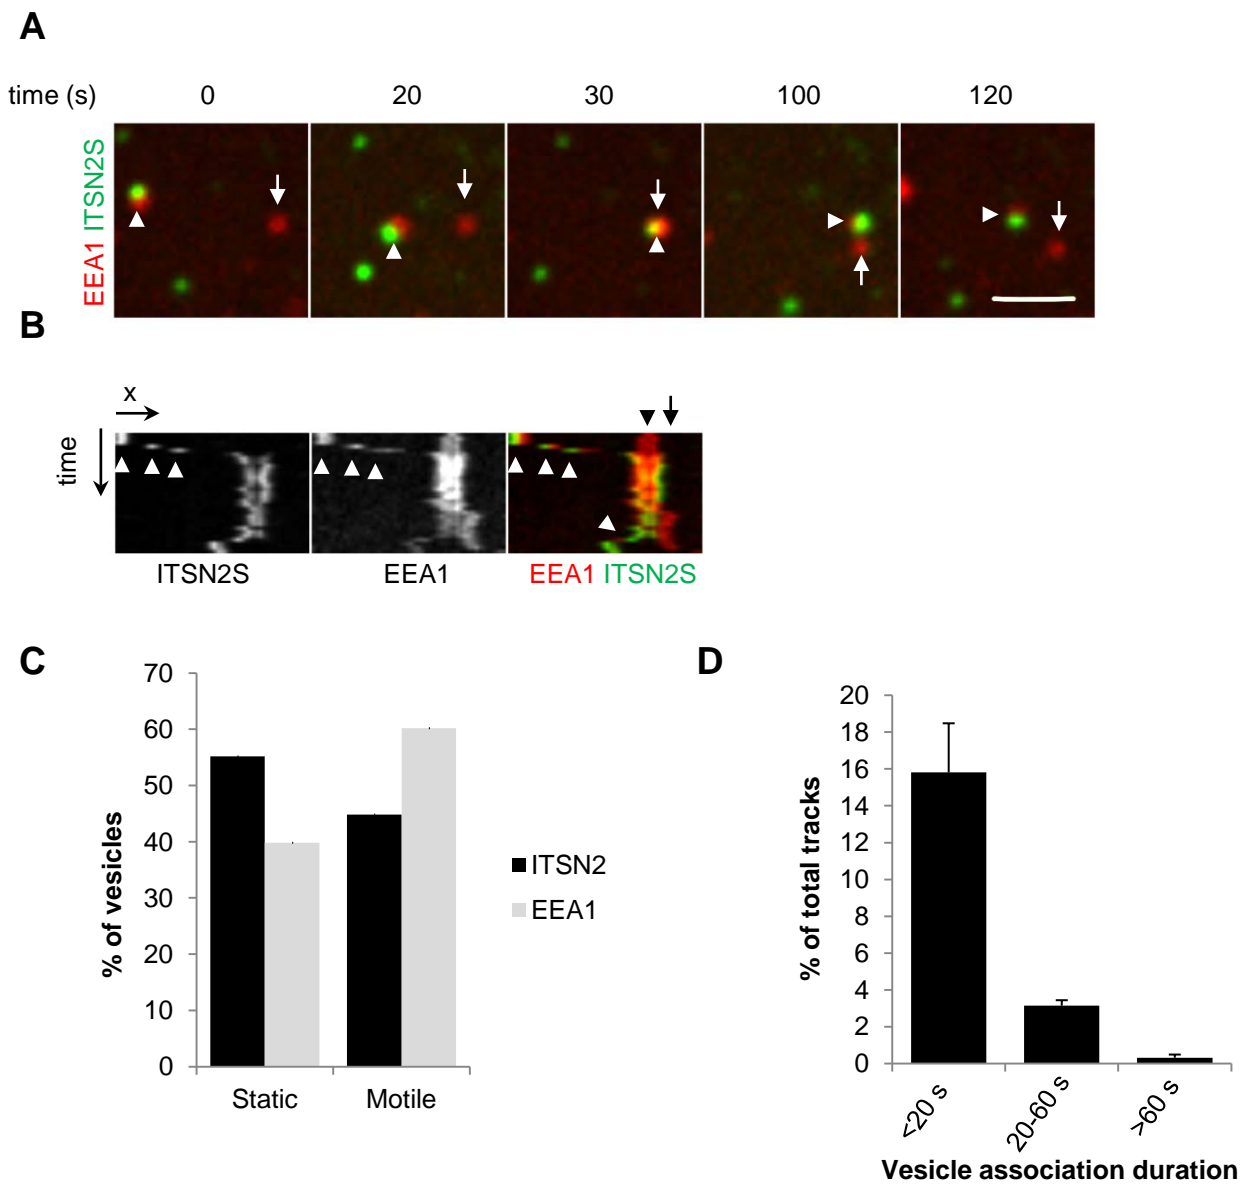 A
time (s) 0 20 30 100 120
EEA1 ITSN2S
B
x
time
ITSN2S EEA1 EEA1 ITSN2S
C
70
60
50
40
30
20
10
0
% of vesicles
Static Motile
ITSN2
EEA1
D
20
18
16
14
12
10
8
6
4
2
0
% of total tracks
<20 s 20-60 s >60 s
Vesicle association duration